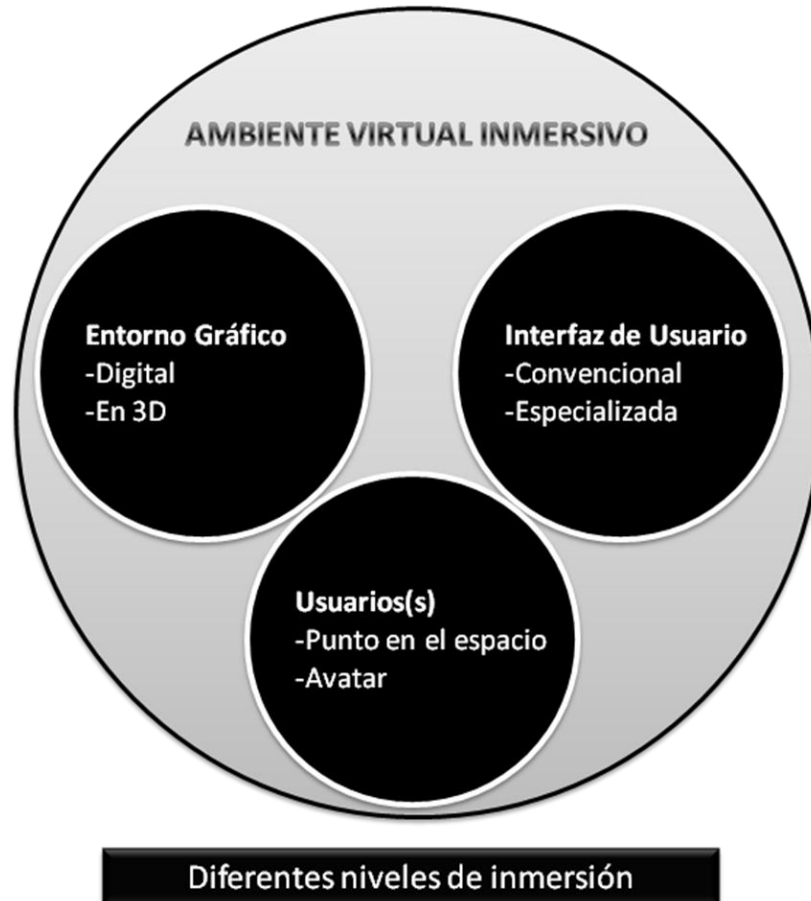 AMBIENTE VIRTUAL INMERSIVO
Entorno Gráfico
-Digital
-En 3D
Interfaz de Usuario
-Convencional
-Especializada
Usuarios(s)
-Punto en el espacio
-Avatar
Diferentes niveles de inmersión